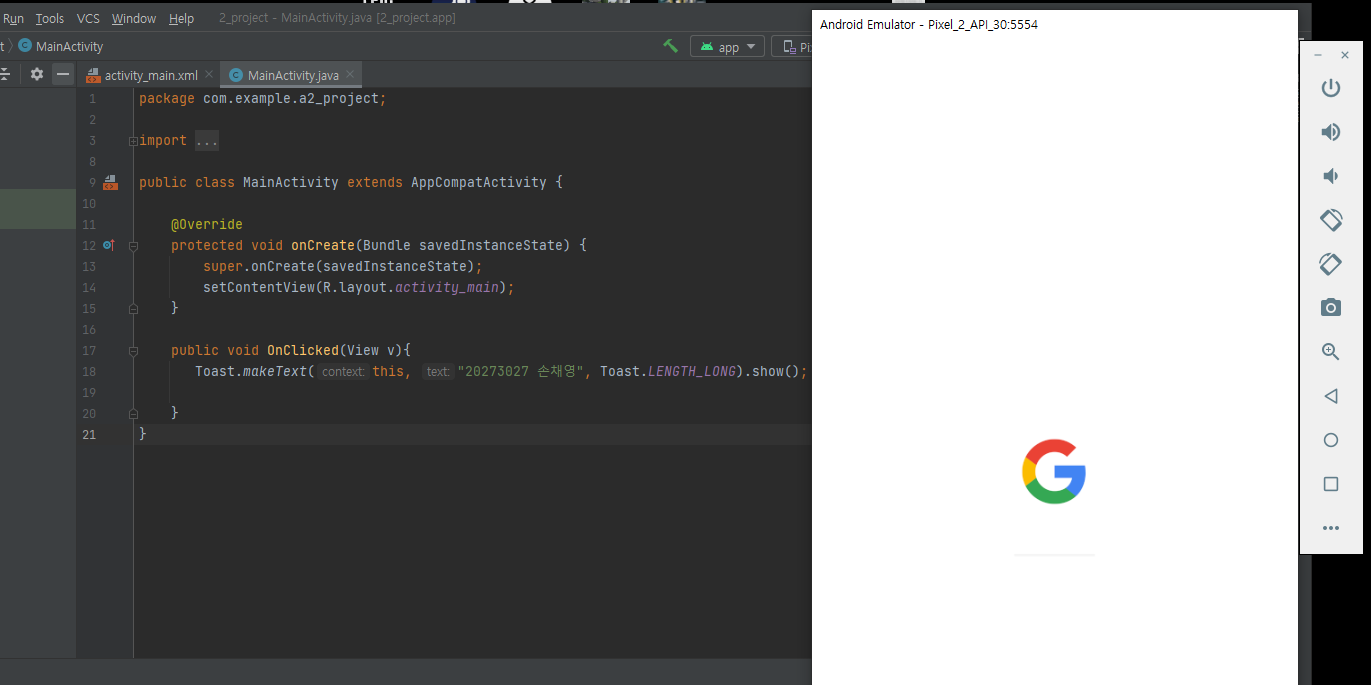 Run Tools VCS Window Help 2_project - MainActivity.java [2_project.app]
MainActivity
app
activity_main.xml
MainActivity.java
1 package com.example.a2_project;
2
3 import ...
8
9 public class MainActivity extends AppCompatActivity {
10
11 @Override
12 protected void onCreate(Bundle savedInstanceState) {
13 super.onCreate(savedInstanceState);
14 setContentView(R.layout.activity_main);
15 }
16
17 public void OnClicked(View v){
18 Toast.makeText( context: this, text: "20273027 손채영", Toast.LENGTH_LONG).show();
19
20 }
21 }
Android Emulator - Pixel_2_API_30:5554
G